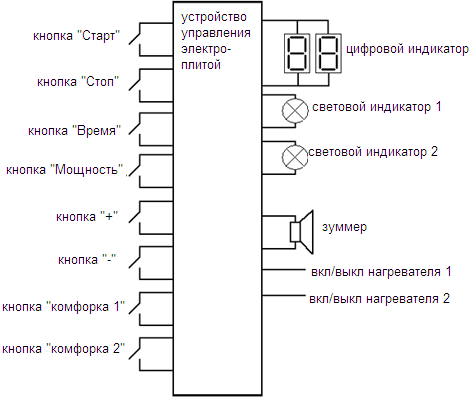 устройство
управления
электро-
плитой
кнопка "Старт"
кнопка "Стоп"
кнопка "Время"
кнопка "Мощность"
кнопка "+"
кнопка "-"
кнопка "комфорка 1"
кнопка "комфорка 2"
88
цифровой индикатор
световой индикатор 1
световой индикатор 2
зуммер
вкл/выкл нагревателя 1
вкл/выкл нагревателя 2